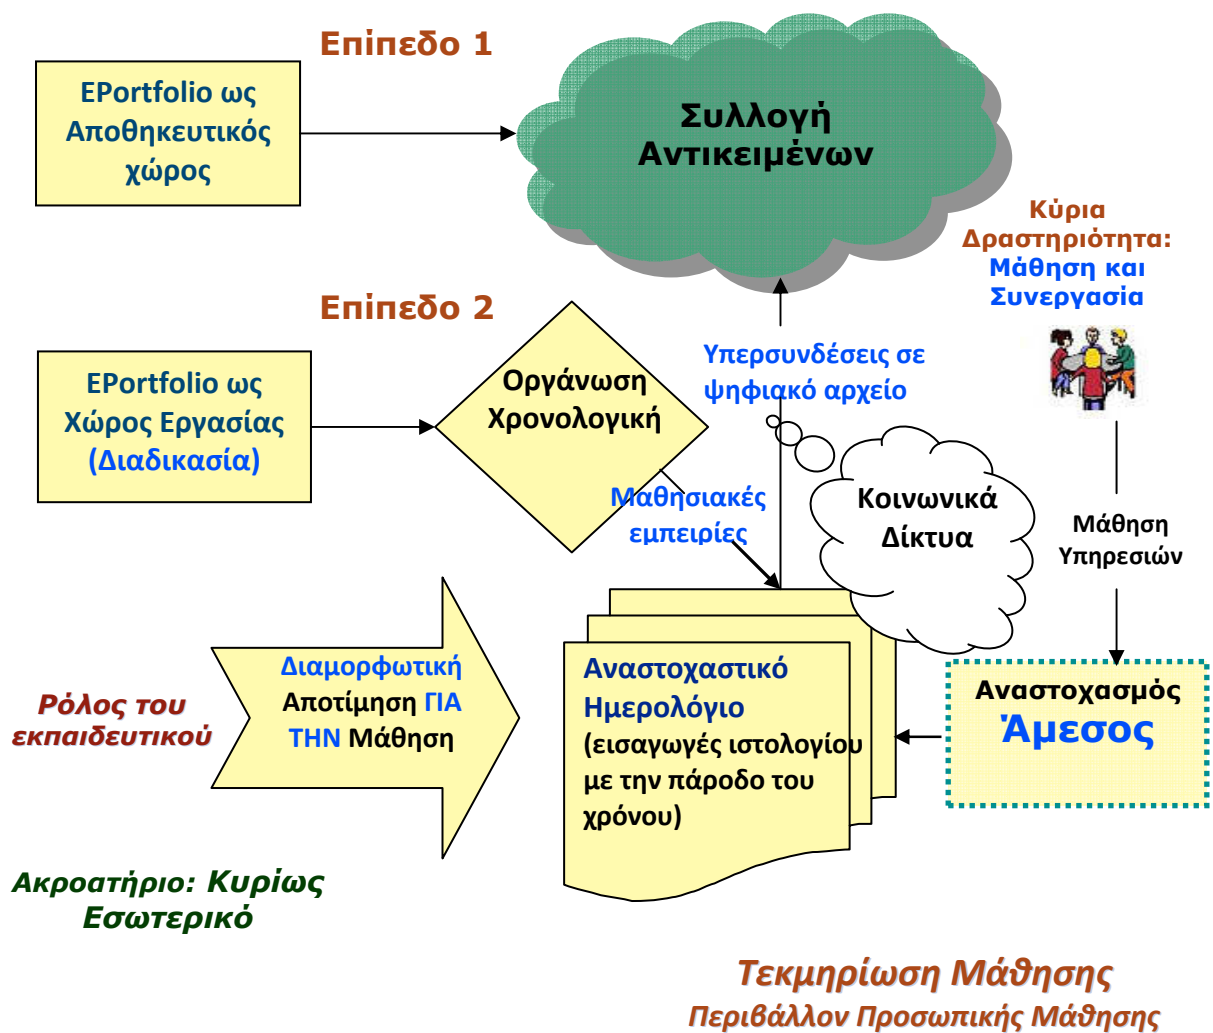 Επίπεδο 1
EPortfolio ως
Αποθηκευτικός
χώρος
Συλλογή
Αντικειμένων
Κύρια
Δραστηριότητα:
Μάθηση και
Συνεργασία
Επίπεδο 2
EPortfolio ως
Χώρος Εργασίας
(Διαδικασία)
Οργάνωση
Χρονολογική
Υπερσυνδέσεις σε
ψηφιακό αρχείο
Μαθησιακές
εμπειρίες
Κοινωνικά
Δίκτυα
Μάθηση
Υπηρεσιών
Ρόλος του
εκπαιδευτικού
Διαμορφωτική
Αποτίμηση ΓΙΑ
ΤΗΝ Μάθηση
Αναστοχαστικό
Ημερολόγιο
(εισαγωγές ιστολογίου
με την πάροδο του
χρόνου)
Αναστοχασμός
Άμεσος
Ακροατήριο: Κυρίως
Εσωτερικό
Τεκμηρίωση Μάθησης
Περιβάλλον Προσωπικής Μάθησης